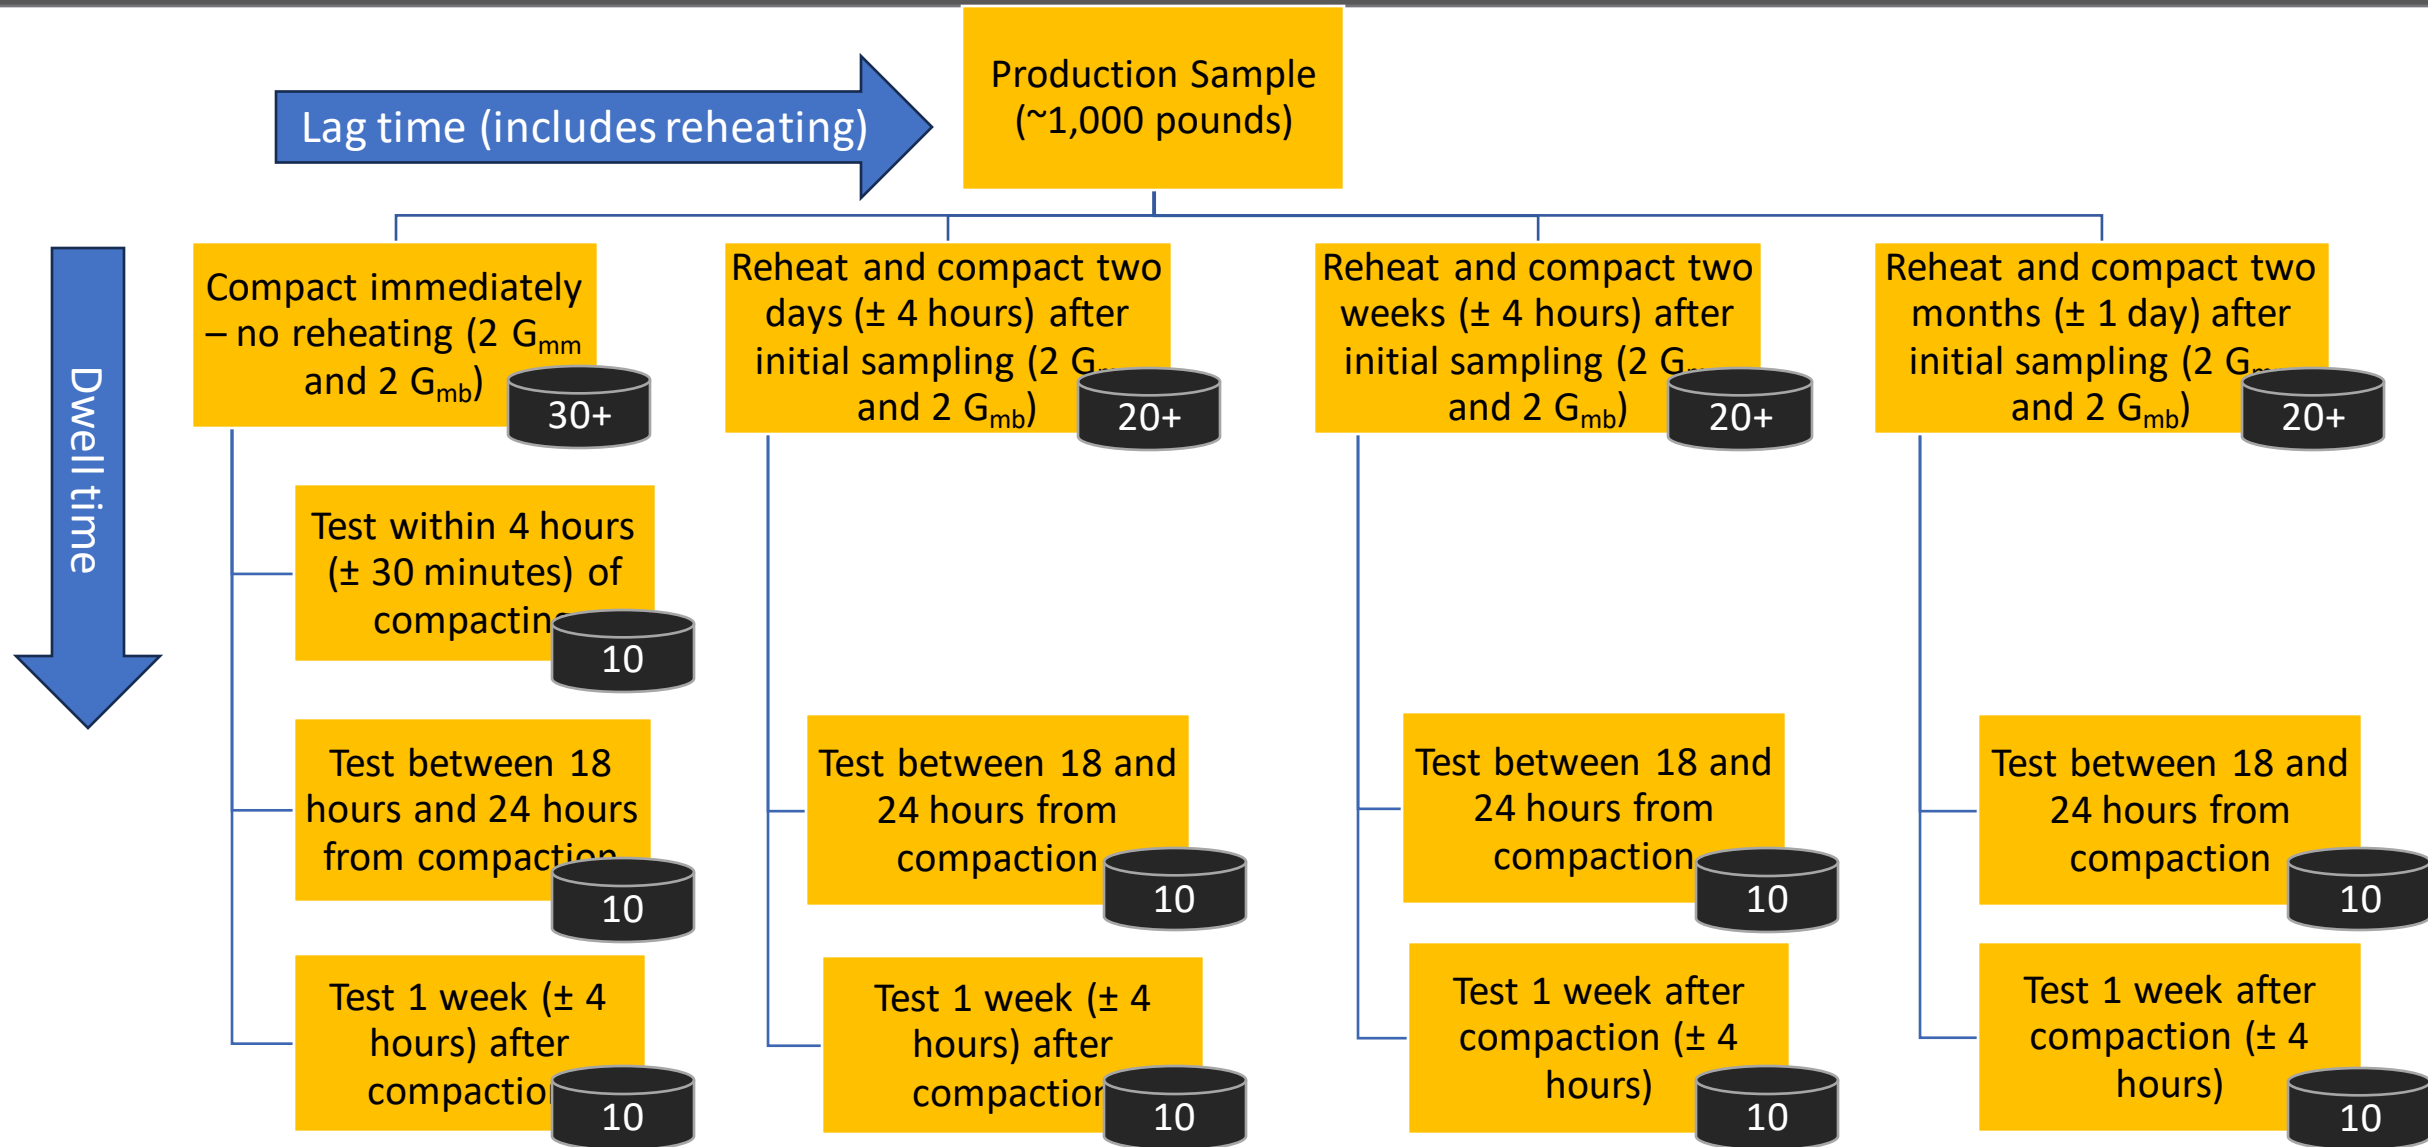 Production Sample
(~1,000 pounds)
Lag time (includes reheating)
Dwell time
Compact immediately
– no reheating (2 Gmm
and 2 Gmb)
30+
Reheat and compact two
days (± 4 hours) after
initial sampling (2 G
and 2 Gmb)
20+
Reheat and compact two
weeks (± 4 hours) after
initial sampling (2 G
and 2 Gmb)
20+
Reheat and compact two
months (± 1 day) after
initial sampling (2 G
and 2 Gmb)
20+
Test within 4 hours
(± 30 minutes) of
compacting
10
Test between 18
hours and 24 hours
from compaction
10
Test 1 week (± 4
hours) after
compaction
10
Test between 18 and
24 hours from
compaction
10
Test 1 week (± 4
hours) after
compaction
10
Test between 18 and
24 hours from
compaction
10
Test 1 week after
compaction (± 4
hours)
10
Test between 18 and
24 hours from
compaction
10
Test 1 week after
compaction (± 4
hours)
10